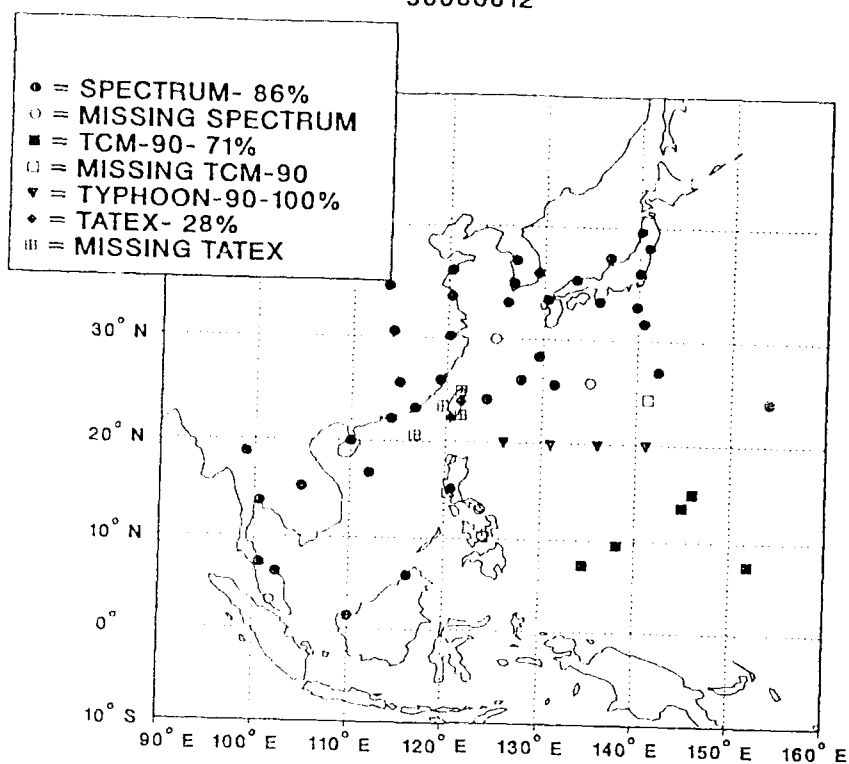 = SPECTRUM- 86%
= MISSING SPECTRUM
= TCM-90- 71%
= MISSING TCM-90
= TYPHOON-90-100%
= TATEX- 28%
= MISSING TATEX
30° N
20° N
10° N
0°
10° S
90° E 100° E 110° E 120° E 130° E 140° E 150° E 160° E